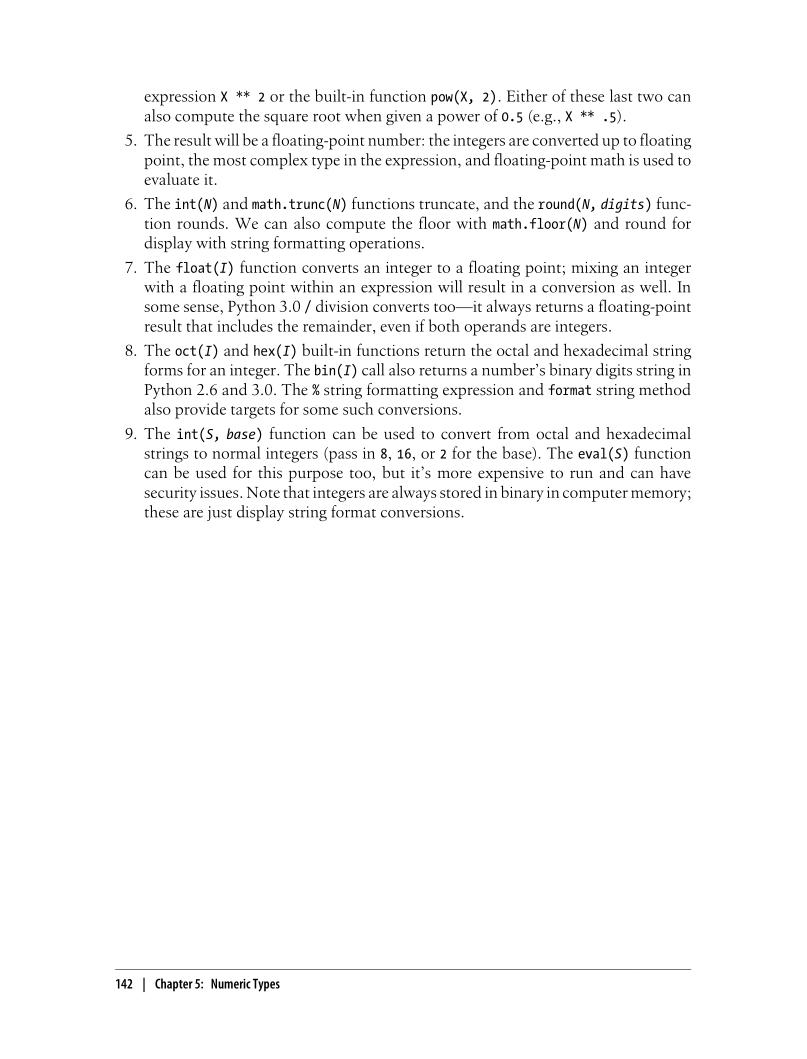 expression X ** 2 or the built-in function pow(X, 2). Either of these last two can
also compute the square root when given a power of 0.5 (e.g., X ** .5).
5. The result will be a floating-point number: the integers are converted up to floating
point, the most complex type in the expression, and floating-point math is used to
evaluate it.
6. The int(N) and math.trunc(N) functions truncate, and the round(N, digits) func-
tion rounds. We can also compute the floor with math.floor(N) and round for
display with string formatting operations.
7. The float(I) function converts an integer to a floating point; mixing an integer
with a floating point within an expression will result in a conversion as well. In
some sense, Python 3.0 / division converts too—it always returns a floating-point
result that includes the remainder, even if both operands are integers.
8. The oct(I) and hex(I) built-in functions return the octal and hexadecimal string
forms for an integer. The bin(I) call also returns a number's binary digits string in
Python 2.6 and 3.0. The % string formatting expression and format string method
also provide targets for some such conversions.
9. The int(S, base) function can be used to convert from octal and hexadecimal
strings to normal integers (pass in 8, 16, or 2 for the base). The eval(S) function
can be used for this purpose too, but it's more expensive to run and can have
security issues. Note that integers are always stored in binary in computer memory;
these are just display string format conversions.
142 | Chapter 5: Numeric Types